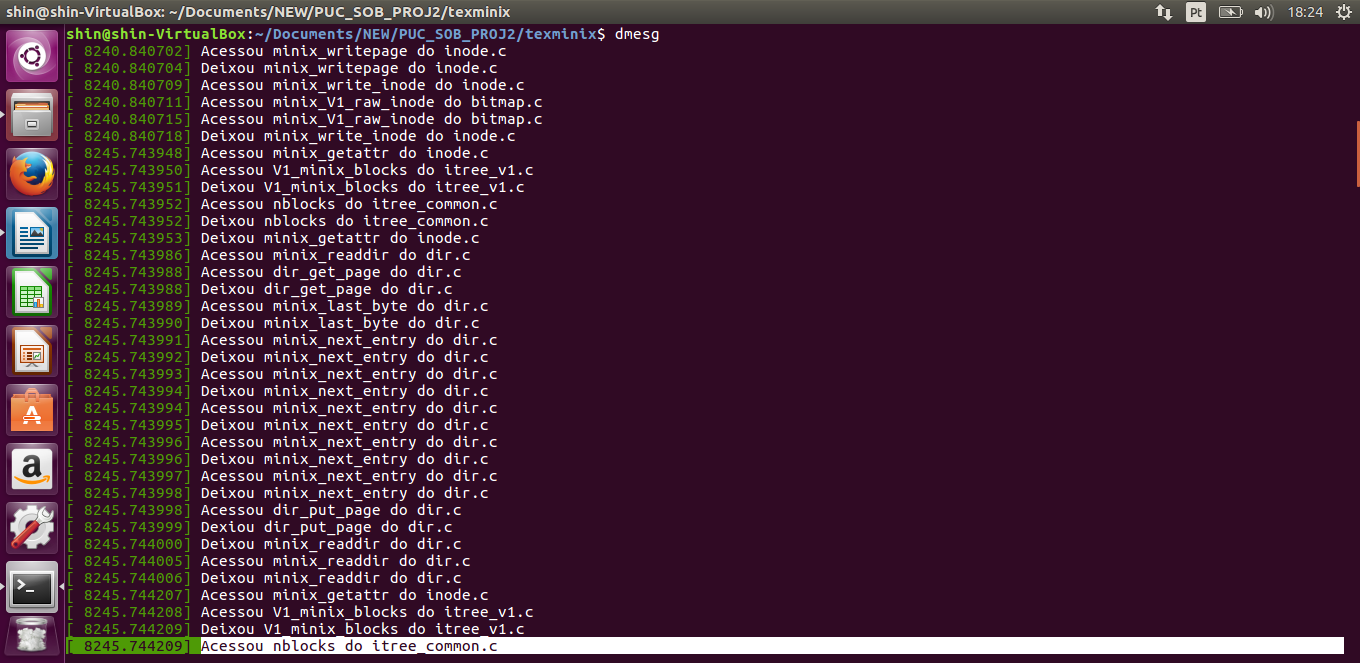 shin@shin-VirtualBox: ~/Documents/NEW/PUC_SOB_PROJ2/texminix Pt 18:24
shin@shin-VirtualBox:~/Documents/NEW/PUC_SOB_PROJ2/texminix$ dmesg
[ 8240.840702] Acessou minix_writepage do inode.c
[ 8240.840704] Deixou minix_writepage do inode.c
[ 8240.840709] Acessou minix_write_inode do inode.c
[ 8240.840711] Acessou minix_V1_raw_inode do bitmap.c
[ 8240.840715] Acessou minix_V1_raw_inode do bitmap.c
[ 8240.840718] Deixou minix_write_inode do inode.c
[ 8245.743948] Acessou minix_getattr do inode.c
[ 8245.743950] Acessou V1_minix_blocks do itree_v1.c
[ 8245.743951] Deixou V1_minix_blocks do itree_v1.c
[ 8245.743952] Acessou nblocks do itree_common.c
[ 8245.743952] Deixou nblocks do itree_common.c
[ 8245.743953] Deixou minix_getattr do inode.c
[ 8245.743986] Acessou minix_readdir do dir.c
[ 8245.743988] Acessou dir_get_page do dir.c
[ 8245.743988] Deixou dir_get_page do dir.c
[ 8245.743989] Acessou minix_last_byte do dir.c
[ 8245.743990] Deixou minix_last_byte do dir.c
[ 8245.743991] Acessou minix_next_entry do dir.c
[ 8245.743992] Deixou minix_next_entry do dir.c
[ 8245.743993] Acessou minix_next_entry do dir.c
[ 8245.743994] Deixou minix_next_entry do dir.c
[ 8245.743994] Acessou minix_next_entry do dir.c
[ 8245.743995] Deixou minix_next_entry do dir.c
[ 8245.743996] Acessou minix_next_entry do dir.c
[ 8245.743996] Deixou minix_next_entry do dir.c
[ 8245.743997] Acessou minix_next_entry do dir.c
[ 8245.743998] Deixou minix_next_entry do dir.c
[ 8245.743998] Acessou dir_put_page do dir.c
[ 8245.743999] Dexiou dir_put_page do dir.c
[ 8245.744000] Deixou minix_readdir do dir.c
[ 8245.744005] Acessou minix_readdir do dir.c
[ 8245.744006] Deixou minix_readdir do dir.c
[ 8245.744207] Acessou minix_getattr do inode.c
[ 8245.744208] Acessou V1_minix_blocks do itree_v1.c
[ 8245.744209] Deixou V1_minix_blocks do itree_v1.c
[ 8245.744209] Acessou nblocks do itree_common.c